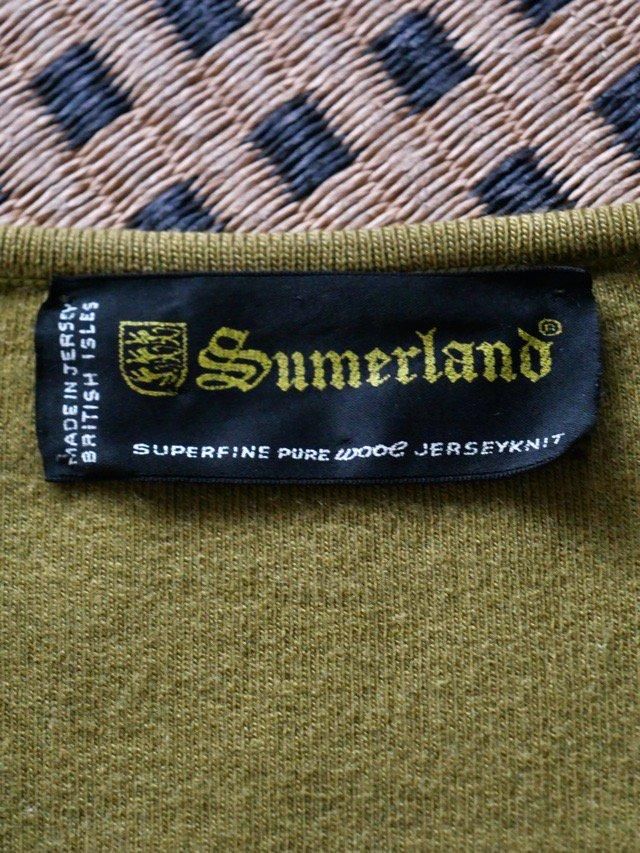 MADE IN JERSEY
BRITISH ISLES
Sumerland®
SUPERFINE PURE wool JERSEYKNIT